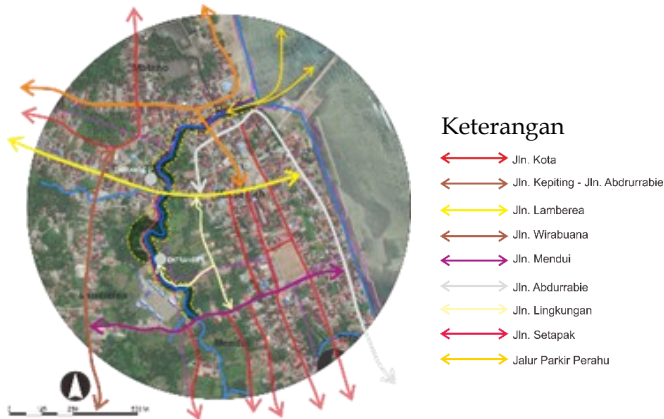 Keterangan
Jln. Kota
Jln. Kepiting - Jln. Abdrurrabie
Jln. Lamberea
Jln. Wirabuana
Jln. Mendui
Jln. Abdurrabie
Jln. Lingkungan
Jln. Setapak
Jalur Parkir Perahu